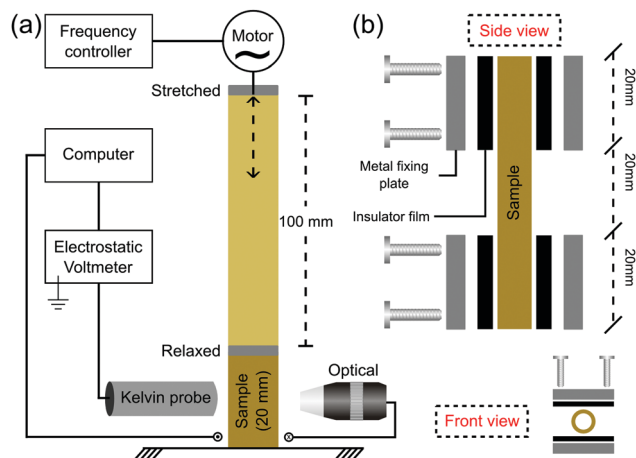 (a)
Frequency
controller
Motor
Stretched
Computer
100 mm
Electrostatic
Voltmeter
Relaxed
Kelvin probe
Sample
(20 mm)
Optical
(b)
Side view
20mm
Metal fixing
plate
Insulator film
Sample
20mm
20mm
Front view